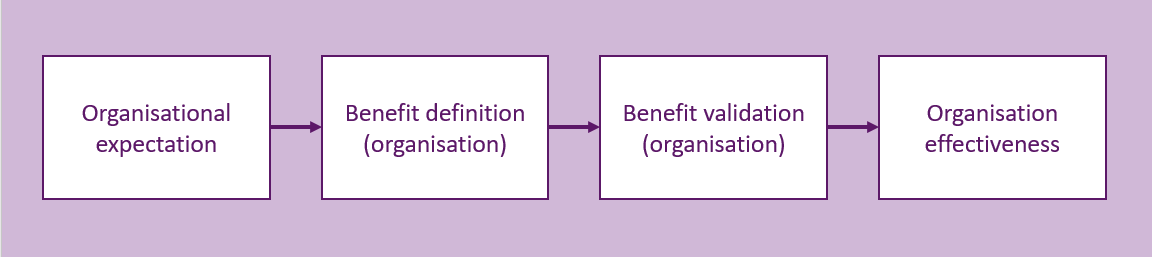 Organisational
expectation
Benefit definition
(organisation)
Benefit validation
(organisation)
Organisation
effectiveness